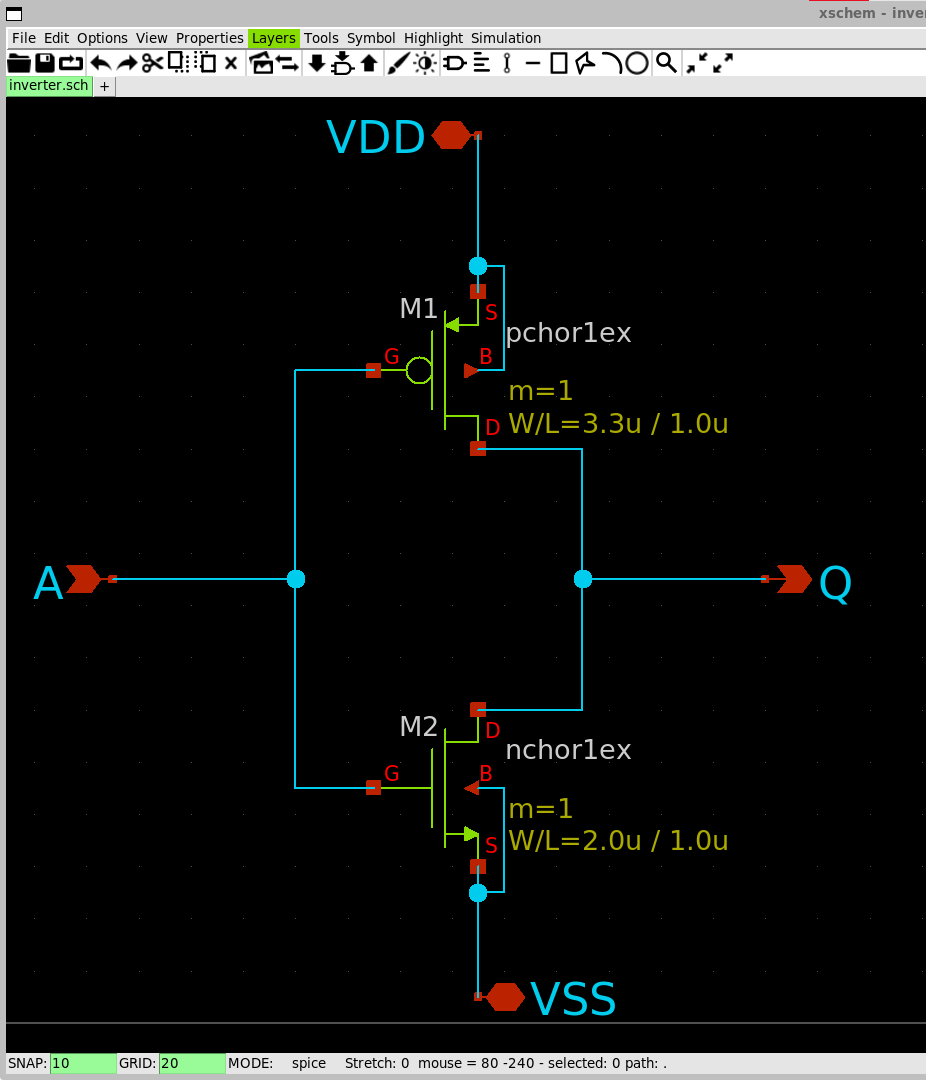 xschem - inve
File Edit Options View Properties Layers Tools Symbol Highlight Simulation
inverter.sch +
VDD
M1
S
pchor1ex
G
B
m=1
D
W/L=3.3u / 1.0u
A
Q
M2
D
nchor1ex
G
B
m=1
S
W/L=2.0u / 1.0u
VSS
SNAP: 10 GRID: 20 MODE: spice Stretch: 0 mouse = 80 -240 - selected: 0 path: .